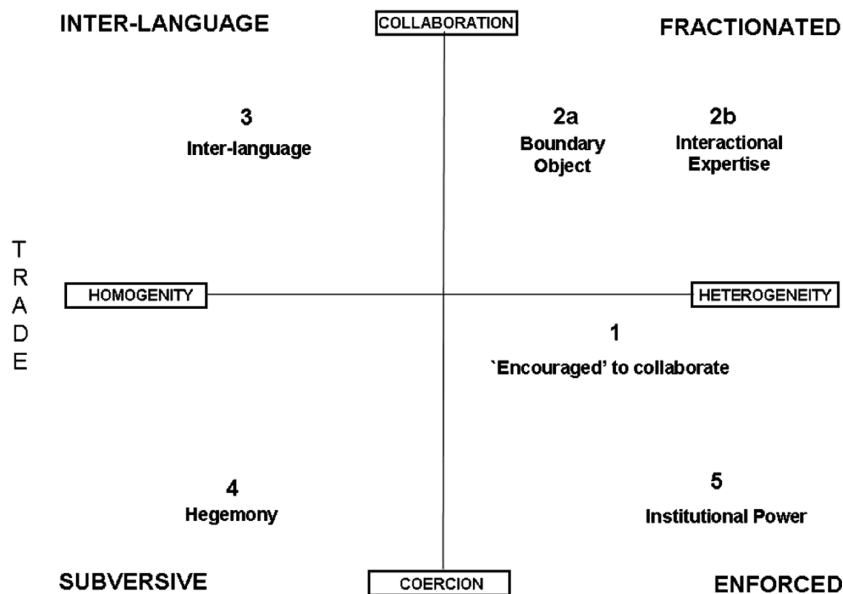 INTER-LANGUAGE
COLLABORATION
FRACTIONATED
3
Inter-language
2a
Boundary
Object
2b
Interactional
Expertise
TRADE
HOMOGENITY
HETEROGENEITY
1
`Encouraged' to collaborate
4
Hegemony
5
Institutional Power
SUBVERSIVE
COERCION
ENFORCED